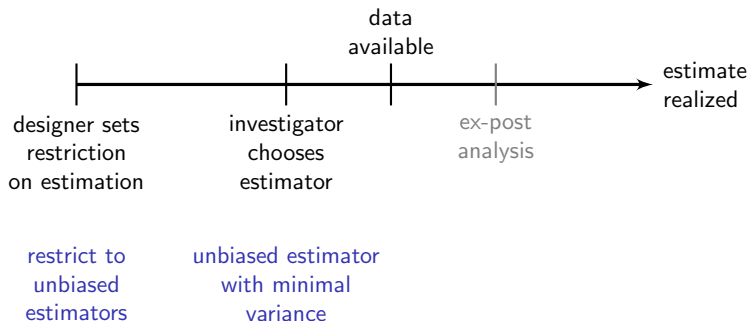 data
available
estimate
realized
designer sets
restriction
on estimation
investigator
chooses
estimator
ex-post
analysis
restrict to
unbiased
estimators
unbiased estimator
with minimal
variance